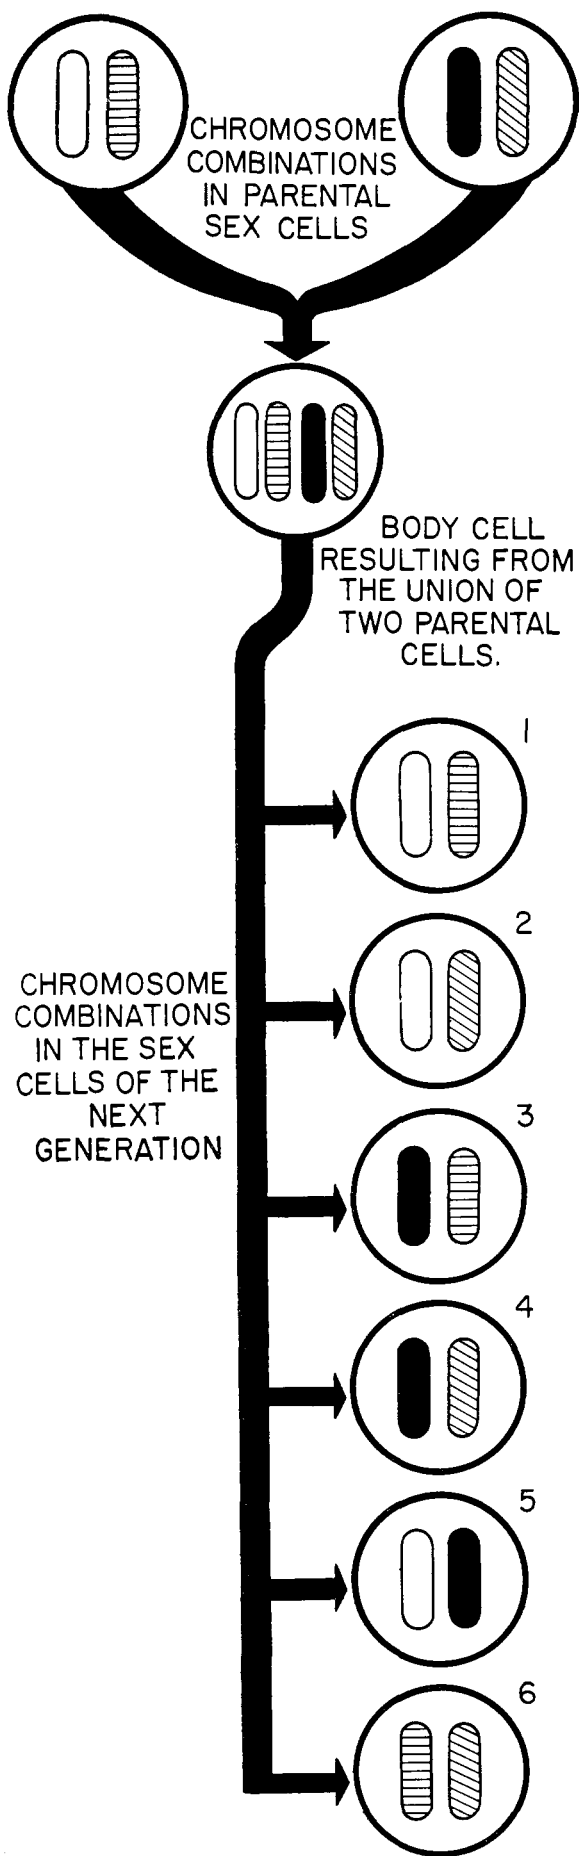 CHROMOSOME
COMBINATIONS
IN PARENTAL
SEX CELLS
BODY CELL
RESULTING FROM
THE UNION OF
TWO PARENTAL
CELLS.
1
2
CHROMOSOME
COMBINATIONS
IN THE SEX
CELLS OF THE
NEXT
GENERATION
3
4
5
6